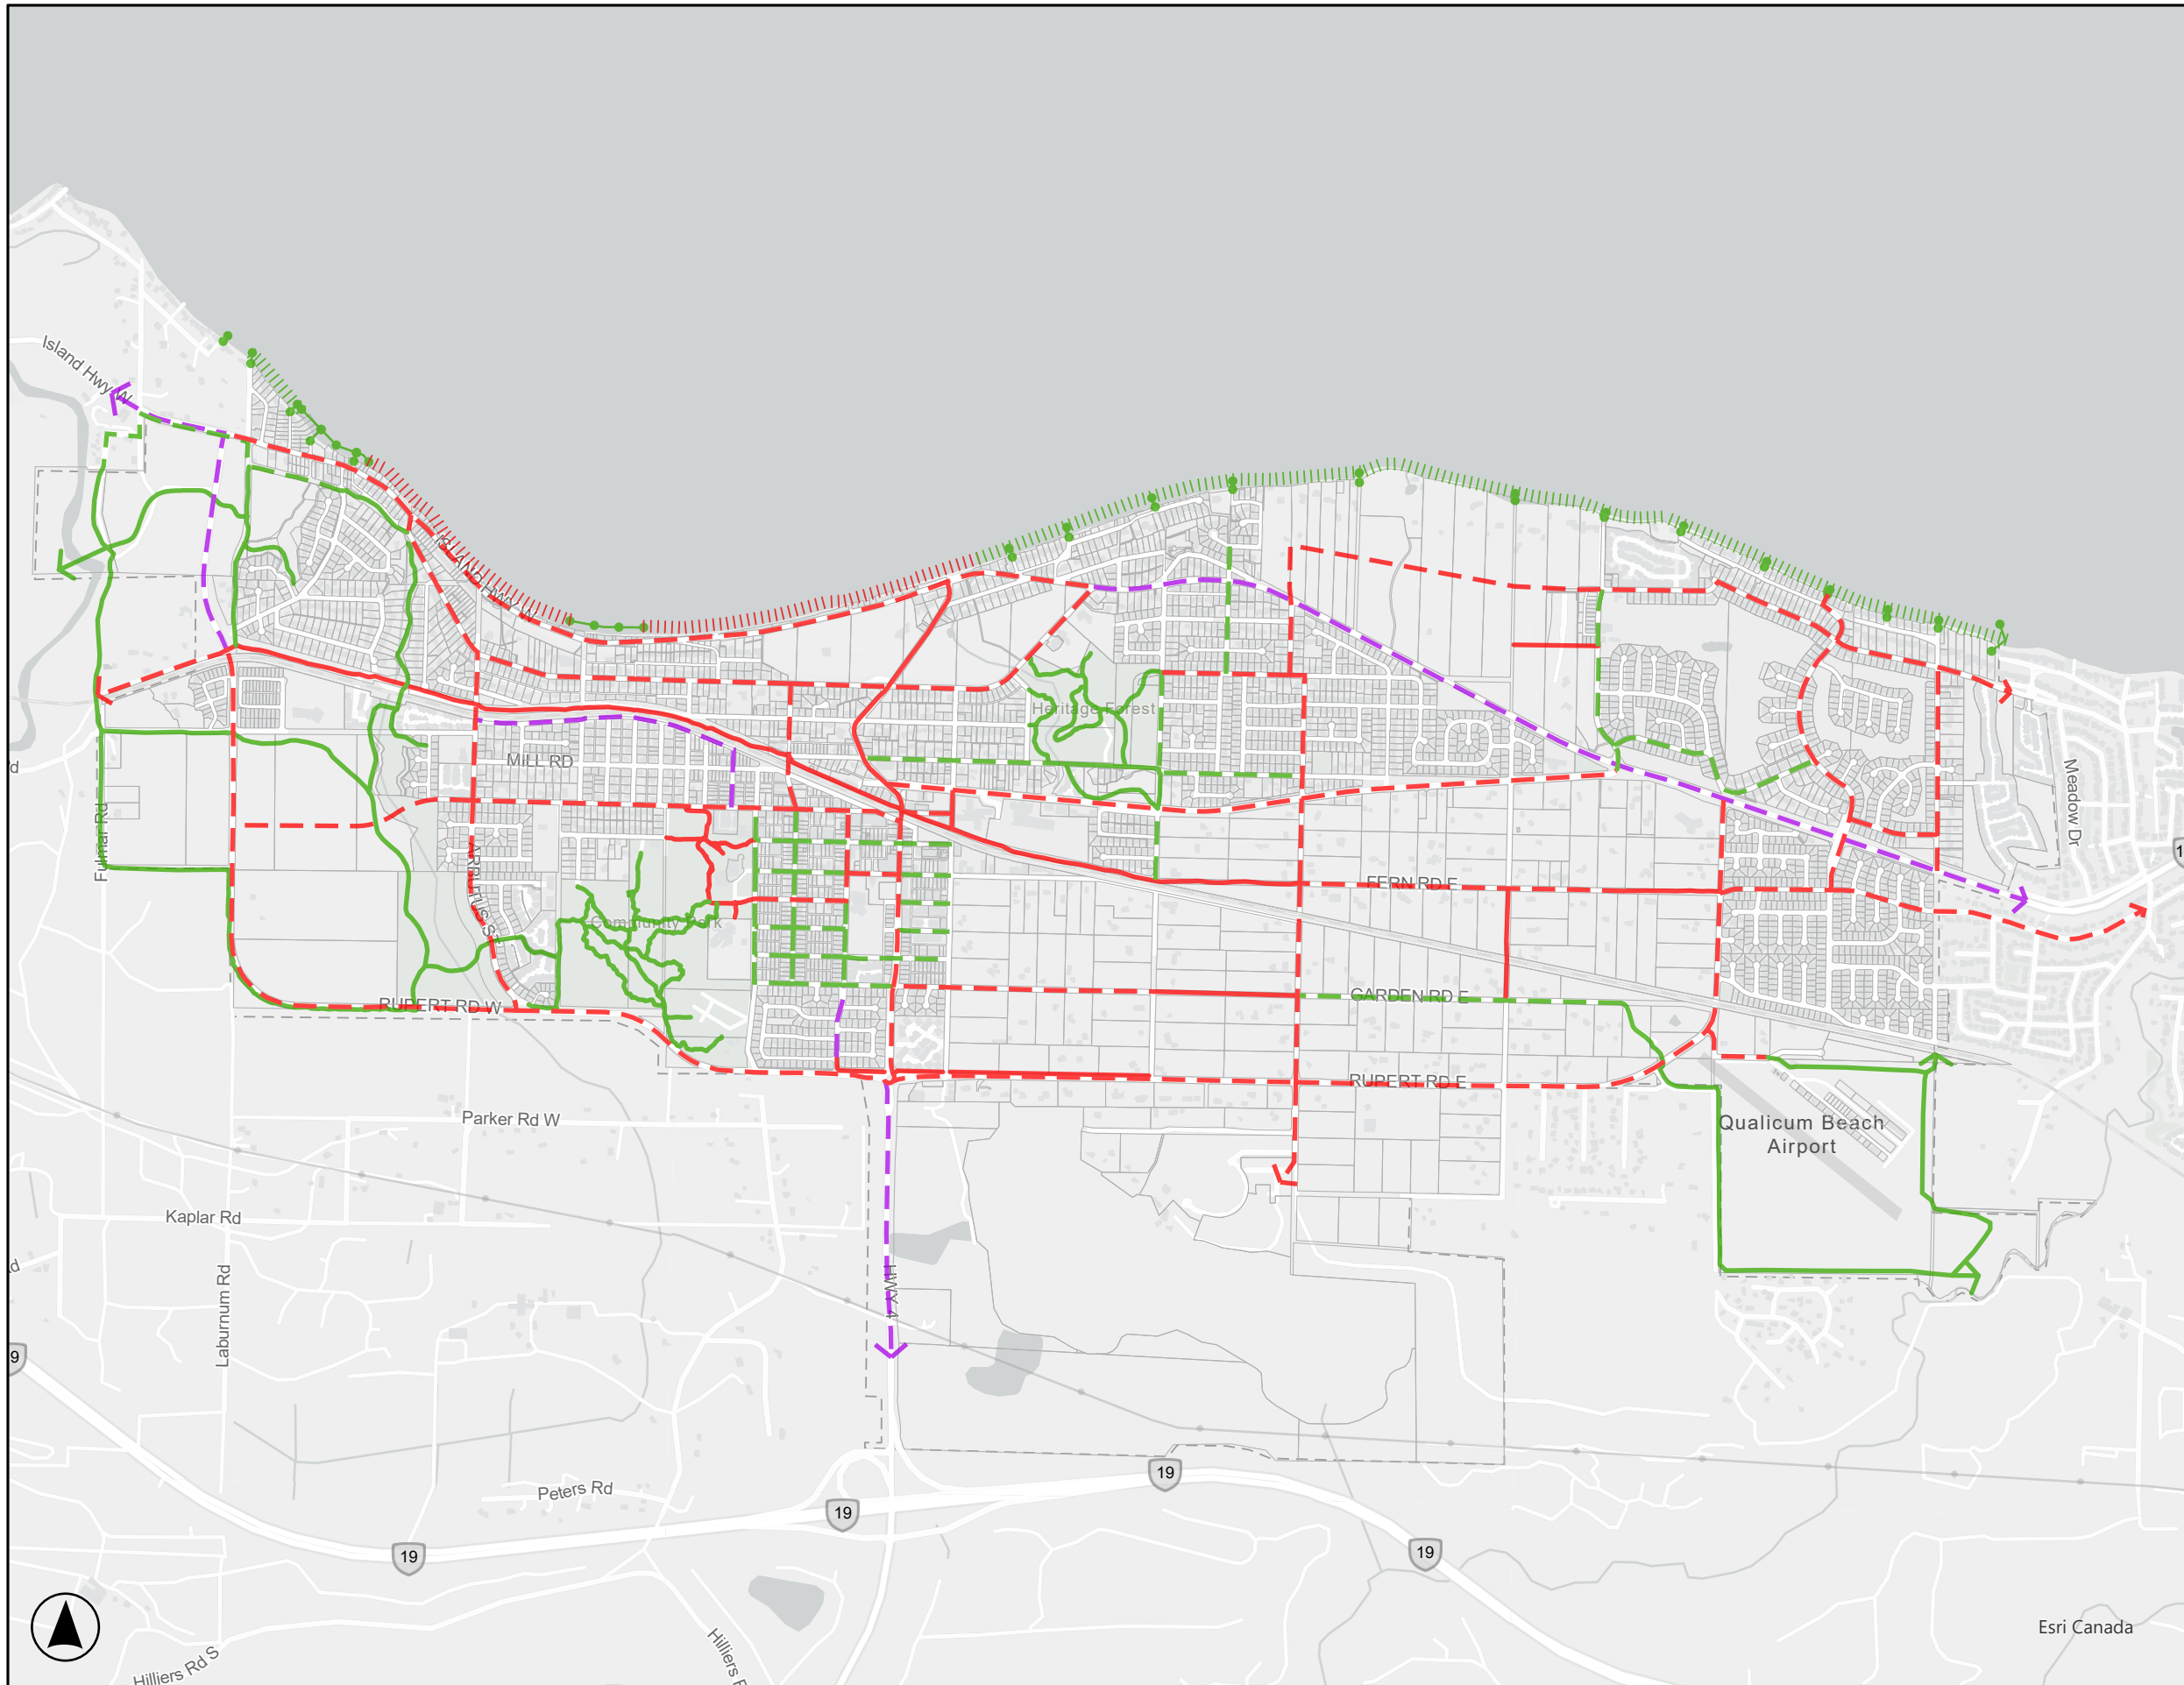 Island Hwy W
ISLAND HWY W
Heritage Forest
MILL RD
Meadow Dr
Fulmar Rd
ARBUTUS ST
FERN RD E
Community Park
RUPERT RD W
GARDEN RD E
RUPERT RD E
Parker Rd W
Qualicum Beach
Airport
Kaplar Rd
Laburnum Rd
HWY 4
19
Peters Rd
19
19
19
Hilliers Rd S
Esri Canada